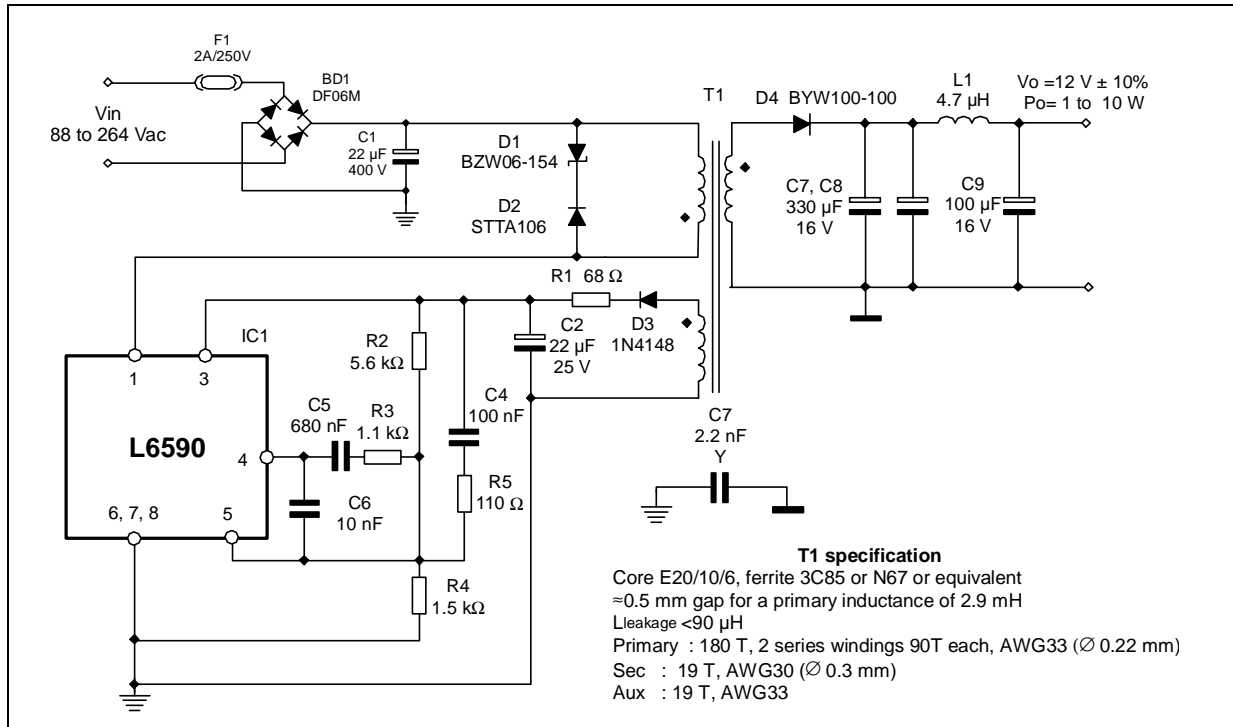 F1
2A/250V
BD1
DF06M
Vin
88 to 264 Vac
C1
22 µF
400 V
D1
BZW06-154
D2
STTA106
T1
D4 BYW100-100
L1
4.7 µH
Vo =12 V ± 10%
Po= 1 to 10 W
C7, C8
330 µF
16 V
C9
100 µF
16 V
R1 68 Ω
D3
1N4148
C2
22 µF
25 V
IC1
R2
5.6 kΩ
C4
100 nF
C5
680 nF
R3
1.1 kΩ
R5
110 Ω
C6
10 nF
R4
1.5 kΩ
1
3
L6590
4
6, 7, 8
5
C7
2.2 nF
Y
T1 specification
Core E20/10/6, ferrite 3C85 or N67 or equivalent
≈0.5 mm gap for a primary inductance of 2.9 mH
Lleakage <90 µH
Primary : 180 T, 2 series windings 90T each, AWG33 (∅ 0.22 mm)
Sec : 19 T, AWG30 (∅ 0.3 mm)
Aux : 19 T, AWG33